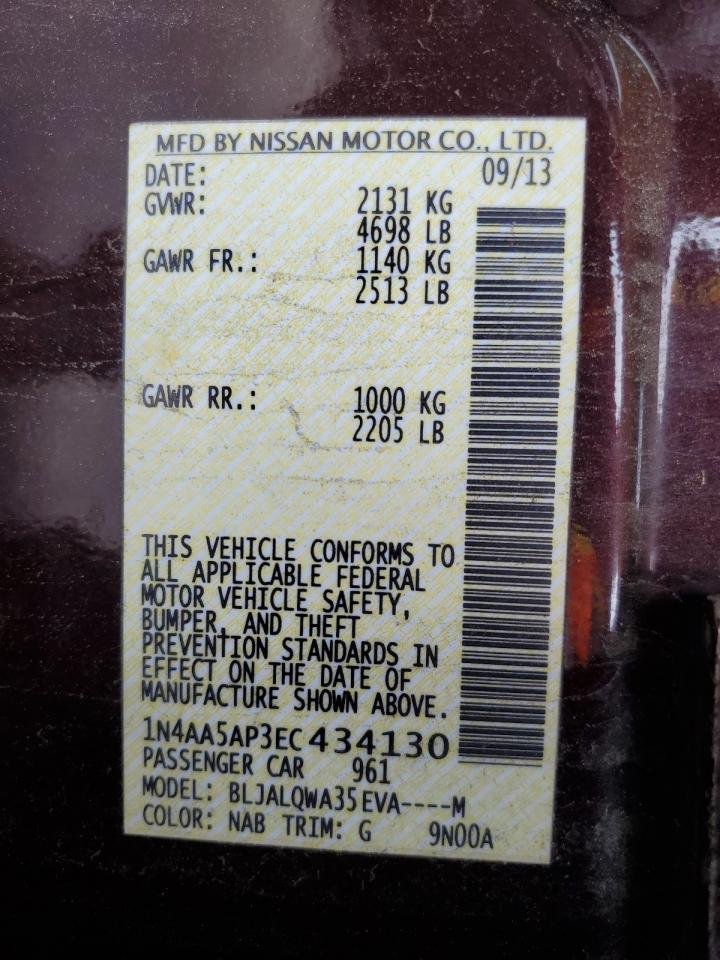 MFD BY NISSAN MOTOR CO., LTD.
DATE: 09/13
GVWR: 2131 KG
4698 LB
GAWR FR.: 1140 KG
2513 LB
GAWR RR.: 1000 KG
2205 LB
THIS VEHICLE CONFORMS TO
ALL APPLICABLE FEDERAL
MOTOR VEHICLE SAFETY,
BUMPER, AND THEFT
PREVENTION STANDARDS IN
EFFECT ON THE DATE OF
MANUFACTURE SHOWN ABOVE.
1N4AA5AP3EC434130
PASSENGER CAR 961
MODEL: BLJALQWA35EVA----M
COLOR: NAB TRIM: G 9N00A